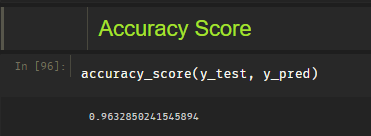 Accuracy Score
In [96]:
accuracy_score(y_test, y_pred)
0.9632850241545894